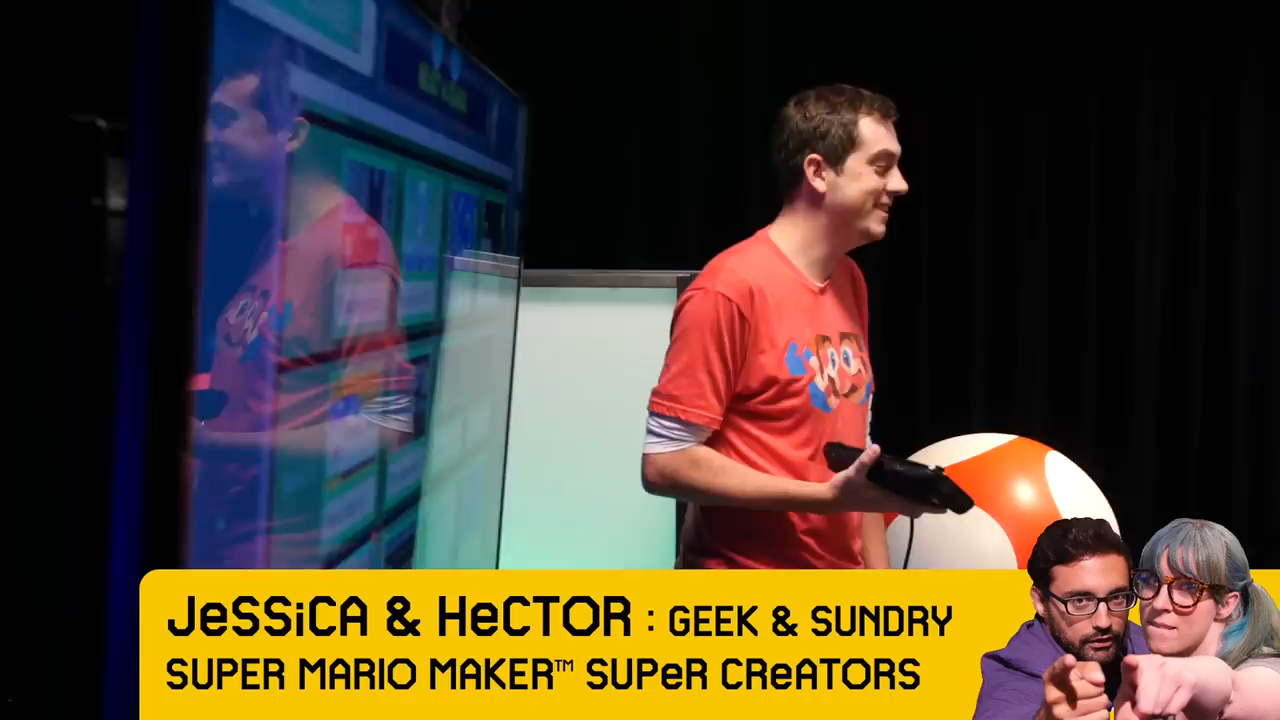 JeSSiCA & HeCTOR : GEEK & SUNDRY
SUPER MARIO MAKER™ SUPeR CReATORS